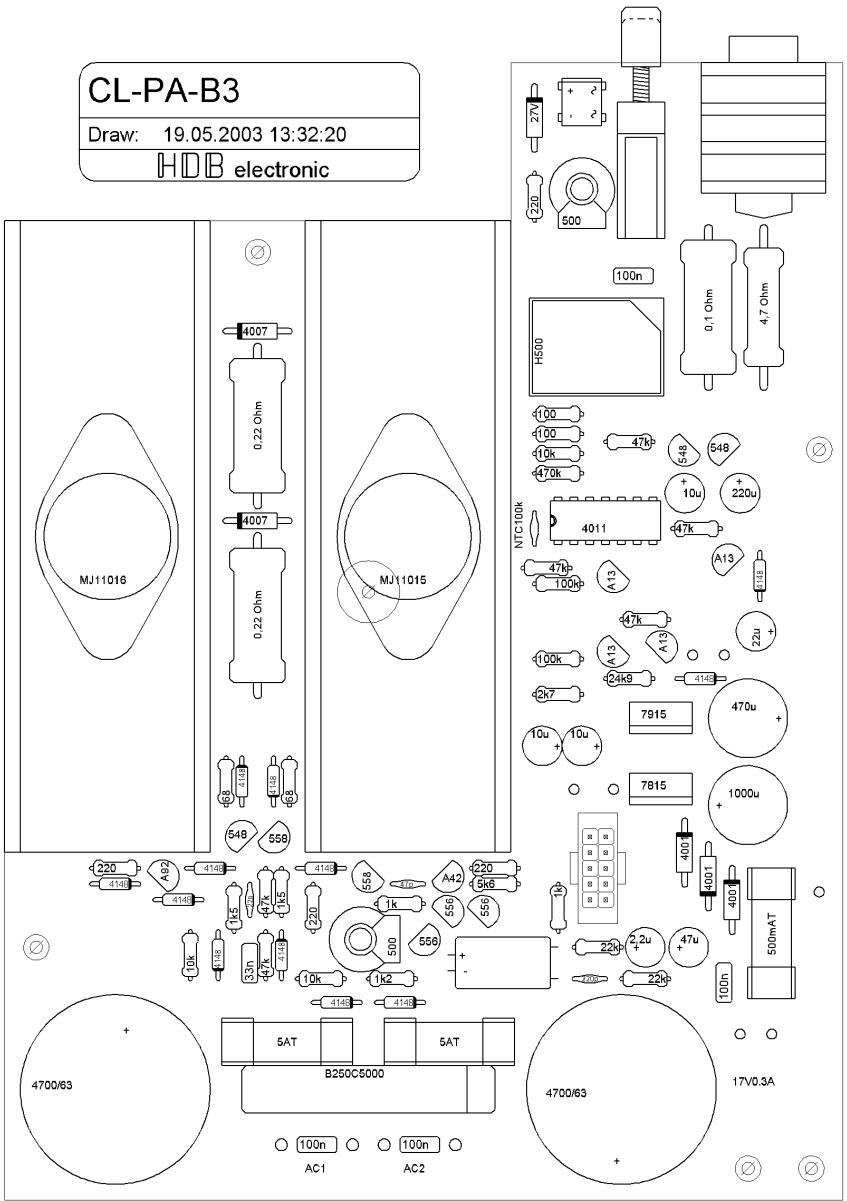 CL-PA-B3
Draw: 19.05.2003 13:32:20
HDB electronic
27V
+ ~
- ~
220
500
100n
0,1 Ohm
4,7 Ohm
H500
4007
0,22 Ohm
100
100
10k
470k
47k
548
548
+
10u
+
220u
NTC100k
4011
47k
4007
MJ11016
0,22 Ohm
MJ11015
47k
100k
A13
A13
4148
47k
22u
+
100k
A13
A13
24k9
4148
2k7
7915
470u
+
10u
+
10u
+
7815
1000u
+
68
4148
4148
68
548
558
4001
4001
4001
220
4148
A92
4148
4148
4148
558
47p
A42
220
5k6
1k5
22p
47k
1k5
220
1k
556
556
1k
500mAT
10k
4148
33n
47k
4148
500
556
+
-
22k
2,2u
+
47u
+
10k
1k2
220p
22k
100n
4148
4148
+
4700/63
5AT
5AT
B250C5000
4700/63
+
17V0.3A
100n
100n
AC1
AC2